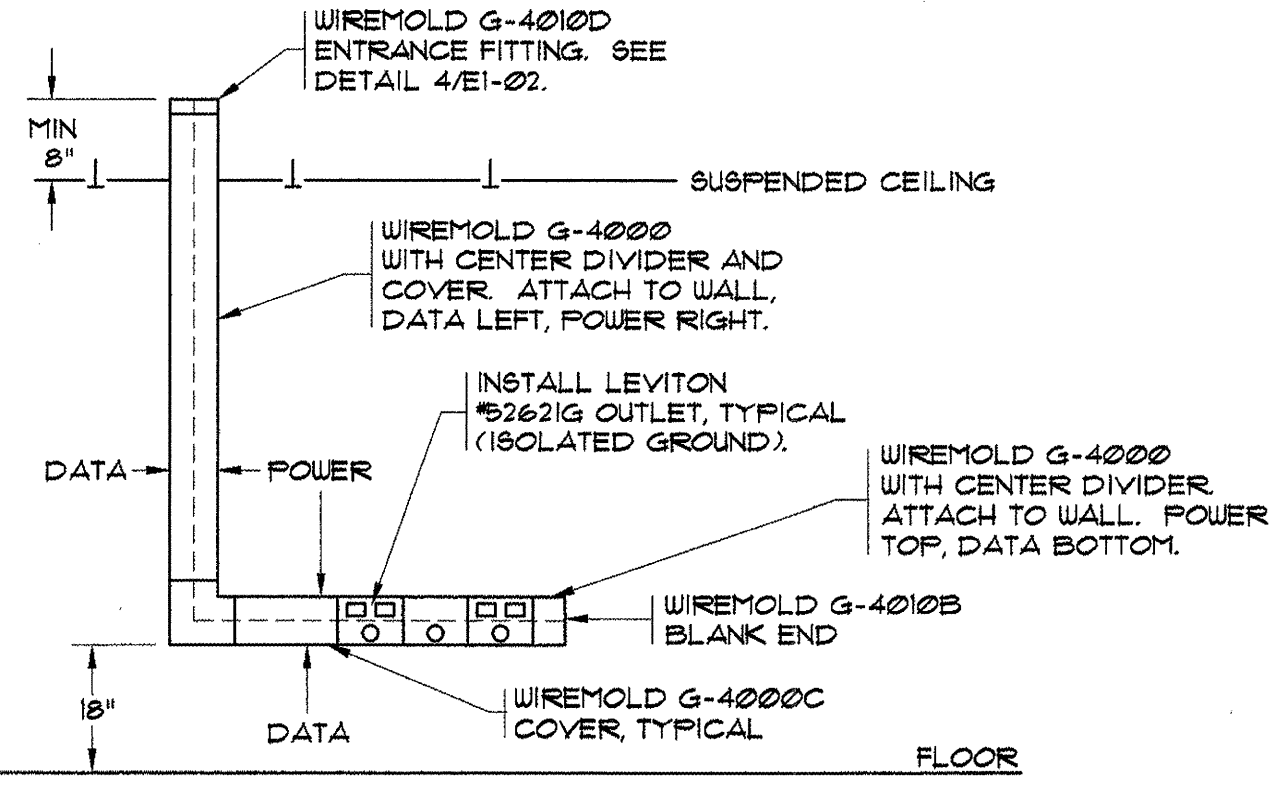 WIREMOLD G-4010D
ENTRANCE FITTING. SEE
DETAIL 4/E1-02.
MIN
8"
SUSPENDED CEILING
WIREMOLD G-4000
WITH CENTER DIVIDER AND
COVER. ATTACH TO WALL,
DATA LEFT, POWER RIGHT.
INSTALL LEVITON
#5262IG OUTLET, TYPICAL
(ISOLATED GROUND).
DATA
POWER
WIREMOLD G-4000
WITH CENTER DIVIDER.
ATTACH TO WALL. POWER
TOP, DATA BOTTOM.
WIREMOLD G-4010B
BLANK END
18"
DATA
WIREMOLD G-4000C
COVER, TYPICAL
FLOOR